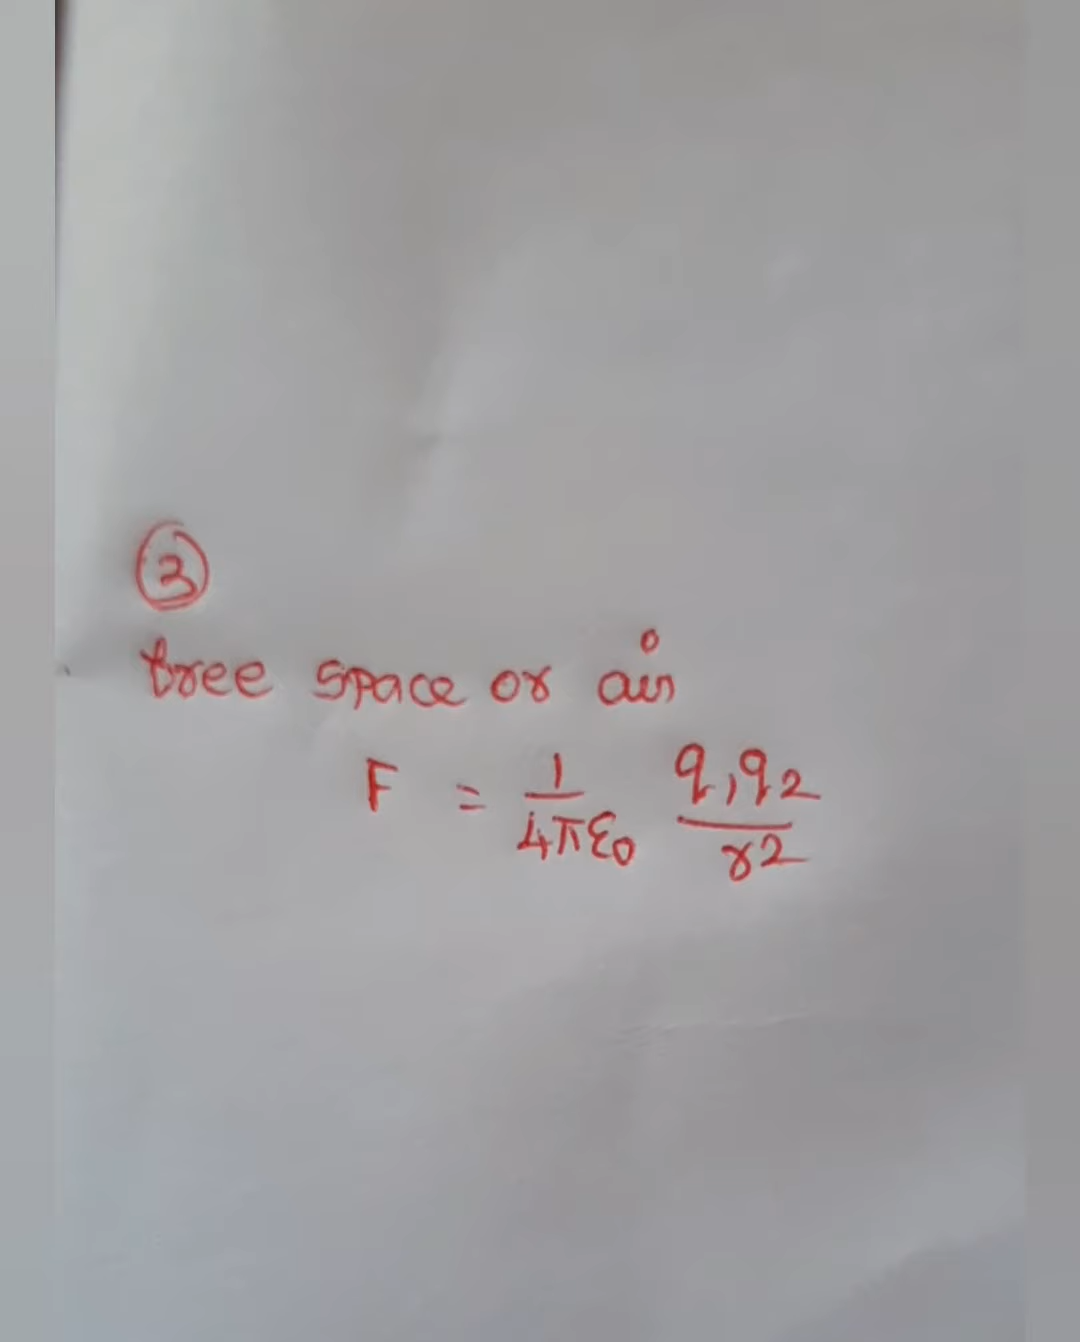 ③
free space or air
F = 1/4πε₀ q₁q₂/r2